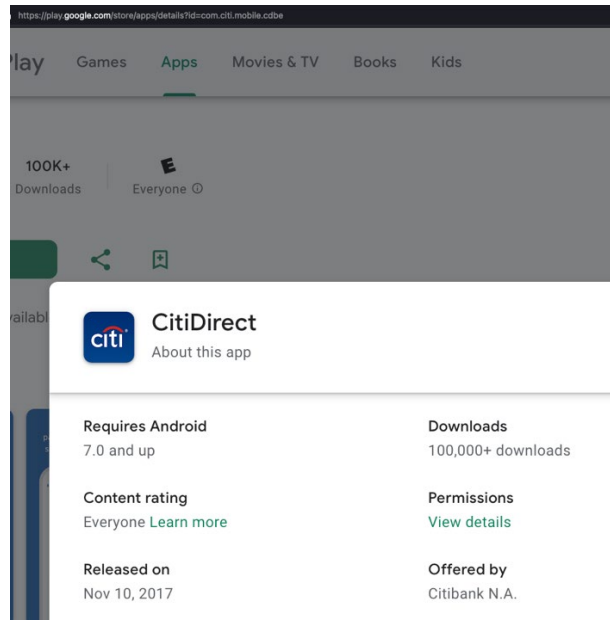 https://play.google.com/store/apps/details?id=com.citi.mobile.cdbe
Play Games Apps Movies & TV Books Kids
100K+
Downloads
E
Everyone
CitiDirect
citi
About this app
Requires Android Downloads
7.0 and up 100,000+ downloads
Content rating Permissions
Everyone Learn more View details
Released on Offered by
Nov 10, 2017 Citibank N.A.